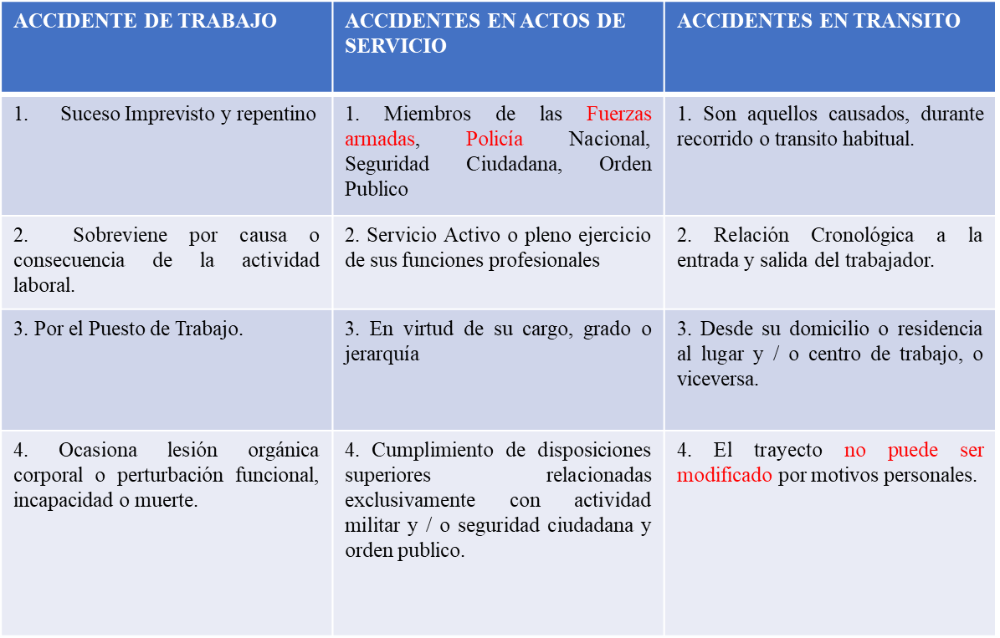 ACCIDENTE DE TRABAJO
ACCIDENTES EN ACTOS DE
SERVICIO
ACCIDENTES EN TRANSITO
1. Suceso Imprevisto y repentino
1. Miembros de las Fuerzas
armadas, Policía Nacional,
Seguridad Ciudadana, Orden
Publico
1. Son aquellos causados, durante
recorrido o transito habitual.
2. Sobreviene por causa o
consecuencia de la actividad
laboral.
2. Servicio Activo o pleno ejercicio
de sus funciones profesionales
2. Relación Cronológica a la
entrada y salida del trabajador.
3. Por el Puesto de Trabajo.
3. En virtud de su cargo, grado o
jerarquía
3. Desde su domicilio o residencia
al lugar y / o centro de trabajo, o
viceversa.
4. Ocasiona lesión orgánica
corporal o perturbación funcional,
incapacidad o muerte.
4. Cumplimiento de disposiciones
superiores relacionadas
exclusivamente con actividad
militar y / o seguridad ciudadana y
orden publico.
4. El trayecto no puede ser
modificado por motivos personales.